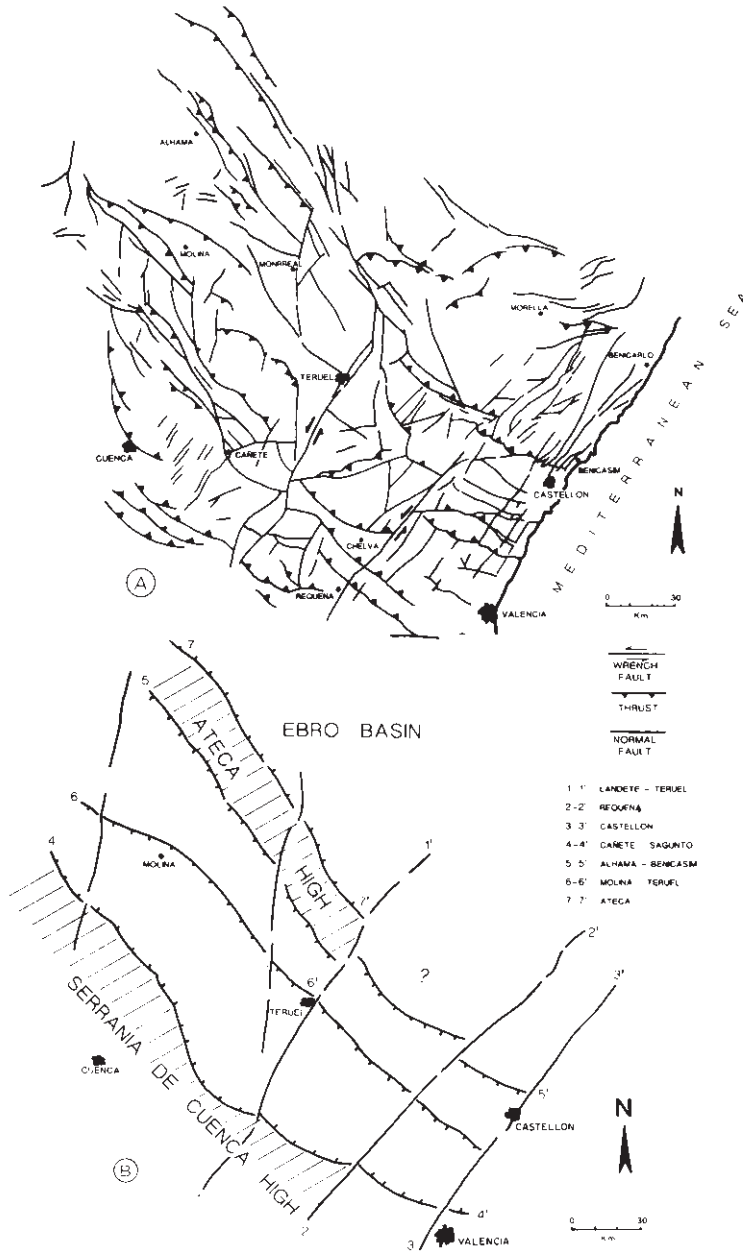 ALHAMA
MOLINA
MONRREAL
MORELLA
BENICARLO
TERUEL
CUENCA
CAÑETE
BENICASIM
CASTELLON
MEDITERRANEAN SEA
N
CHELVA
REQUENA
A
VALENCIA
0 30
Km
WRENCH
FAULT
THRUST
NORMAL
FAULT
1 1' LANDETE - TERUEL
2-2' REQUENA
3 3' CASTELLON
4-4' CAÑETE SAGUNTO
5 5' ALHAMA - BENICASIM
6-6' MOLINA TERUEL
7 7' ATECA
7
5
EBRO BASIN
ATECA HIGH
6
MOLINA
4
1'
7'
?
2'
3'
6'
TERUEL
CUENCA
SERRANIA DE CUENCA HIGH
5'
CASTELLON
N
B
4'
2
3
VALENCIA
0 30
Km